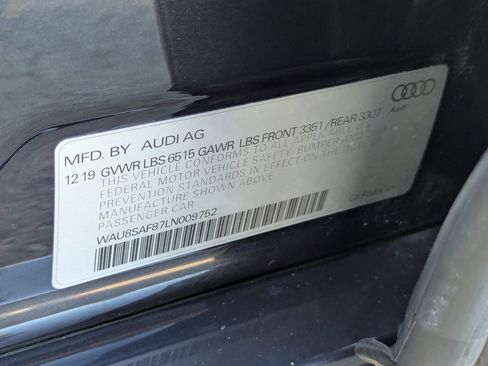 MFD. BY AUDI AG
12 19 GVWR LBS 6515 GAWR LBS FRONT 3351 / REAR 3307
THIS VEHICLE CONFORMS TO ALL APPLICABLE U.S.
FEDERAL MOTOR VEHICLE SAFETY, BUMPER AND THEFT
PREVENTION STANDARDS IN EFFECT ON THE DATE OF
MANUFACTURE SHOWN ABOVE
PASSENGER CAR
WAU8SAF87LN009752
GERMANY
Audi